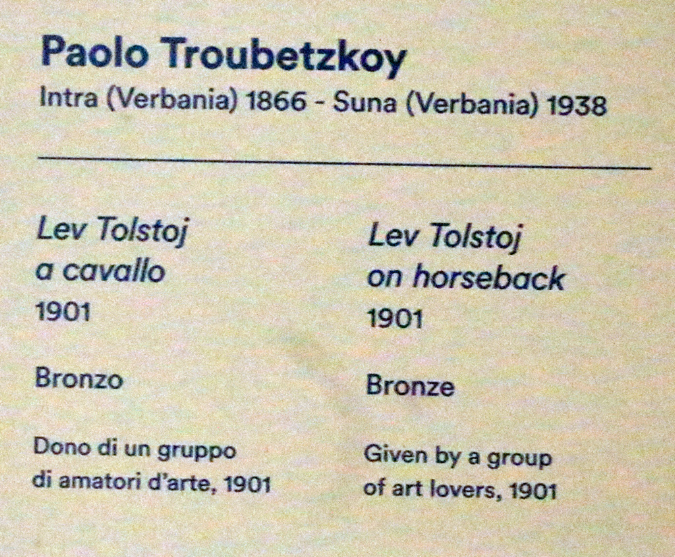 Paolo Troubetzkoy
Intra (Verbania) 1866 - Suna (Verbania) 1938
Lev Tolstoj
a cavallo
1901
Bronzo
Dono di un gruppo
di amatori d'arte, 1901
Lev Tolstoj
on horseback
1901
Bronze
Given by a group
of art lovers, 1901